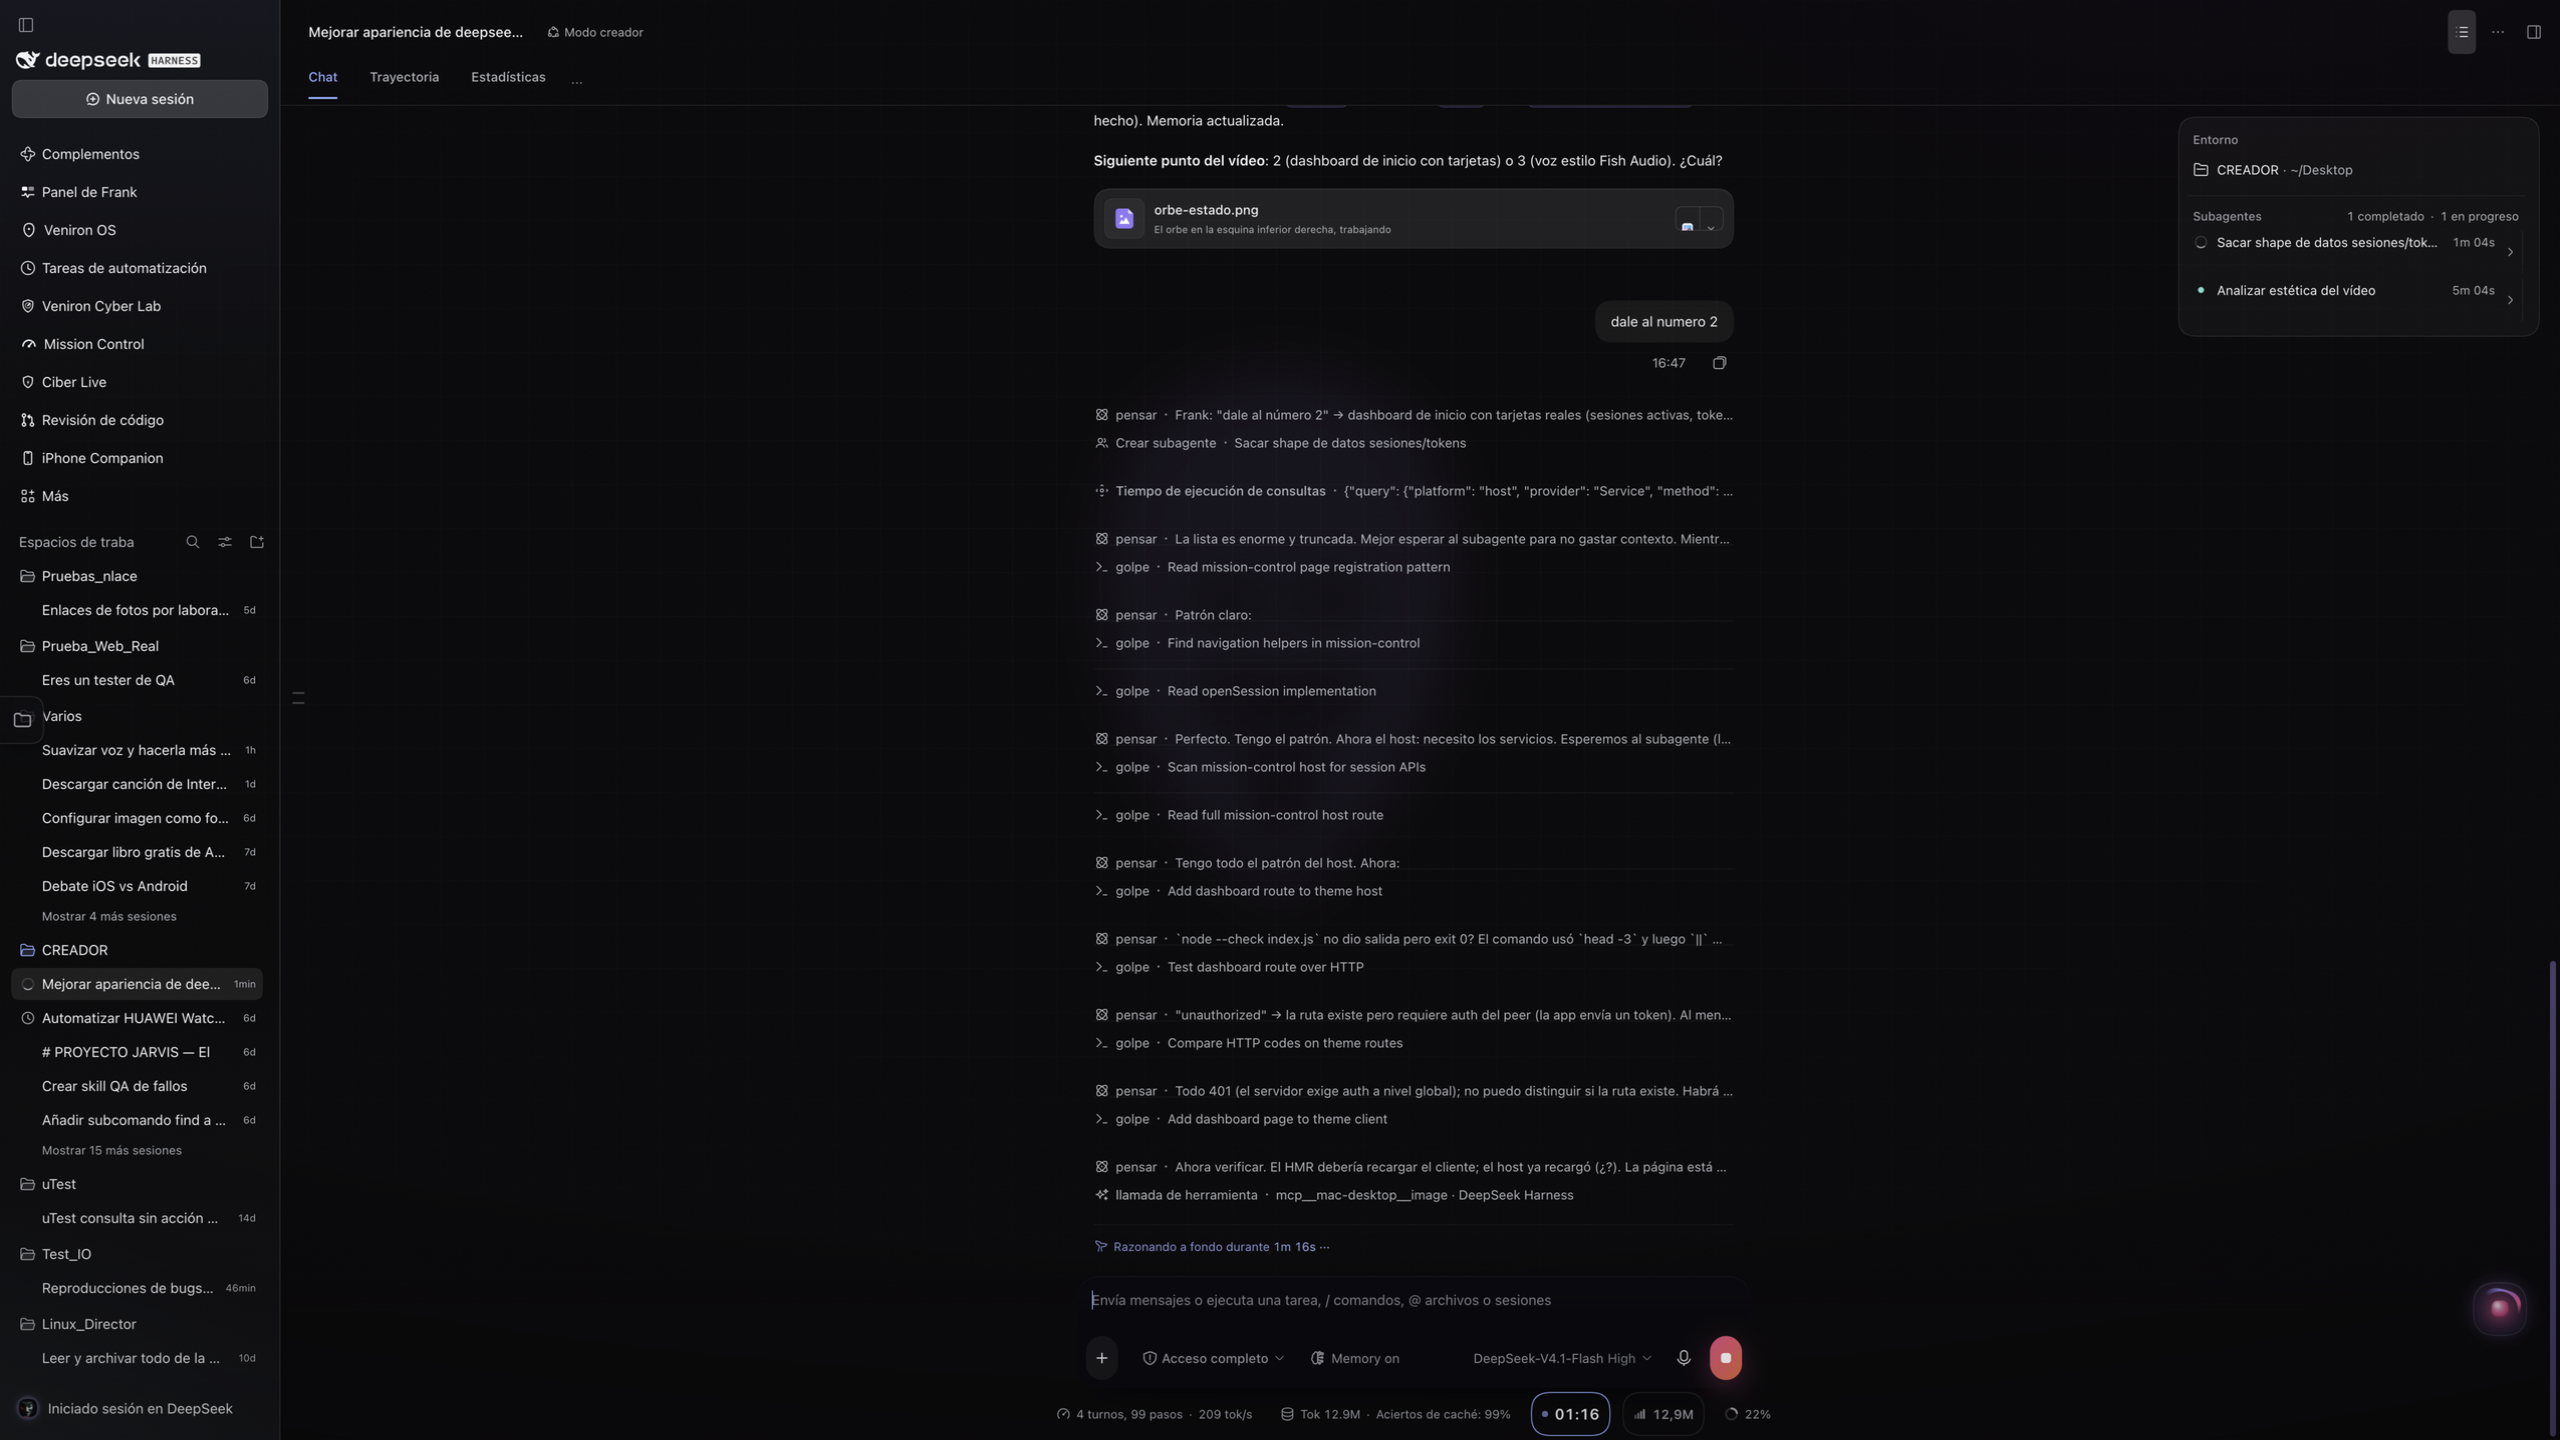 deepseek HARNESS
Nueva sesión
Complementos
Panel de Frank
Veniron OS
Tareas de automatización
Veniron Cyber Lab
Mission Control
Ciber Live
Revisión de código
iPhone Companion
Más
Espacios de traba
Pruebas_nlace
Enlaces de fotos por labora... 5d
Prueba_Web_Real
Eres un tester de QA 6d
Varios
Suavizar voz y hacerla más ... 1h
Descargar canción de Inter... 1d
Configurar imagen como fo... 6d
Descargar libro gratis de A... 7d
Debate iOS vs Android 7d
Mostrar 4 más sesiones
CREADOR
Mejorar apariencia de dee... 1min
Automatizar HUAWEI Watc... 6d
# PROYECTO JARVIS — El 6d
Crear skill QA de fallos 6d
Añadir subcomando find a ... 6d
Mostrar 15 más sesiones
uTest
uTest consulta sin acción ... 14d
Test_IO
Reproducciones de bugs... 46min
Linux_Director
Leer y archivar todo de la ... 10d
Iniciado sesión en DeepSeek
Mejorar apariencia de deepsee... Modo creador
Chat Trayectoria Estadísticas ...
hecho). Memoria actualizada.
Siguiente punto del vídeo: 2 (dashboard de inicio con tarjetas) o 3 (voz estilo Fish Audio). ¿Cuál?
orbe-estado.png
El orbe en la esquina inferior derecha, trabajando
dale al numero 2
16:47
pensar · Frank: "dale al número 2" → dashboard de inicio con tarjetas reales (sesiones activas, toke...
Crear subagente · Sacar shape de datos sesiones/tokens
Tiempo de ejecución de consultas · {"query": {"platform": "host", "provider": "Service", "method": ...
pensar · La lista es enorme y truncada. Mejor esperar al subagente para no gastar contexto. Mientr...
golpe · Read mission-control page registration pattern
pensar · Patrón claro:
golpe · Find navigation helpers in mission-control
golpe · Read openSession implementation
pensar · Perfecto. Tengo el patrón. Ahora el host: necesito los servicios. Esperemos al subagente (l...
golpe · Scan mission-control host for session APIs
golpe · Read full mission-control host route
pensar · Tengo todo el patrón del host. Ahora:
golpe · Add dashboard route to theme host
pensar · `node --check index.js` no dio salida pero exit 0? El comando usó `head -3` y luego `||` ...
golpe · Test dashboard route over HTTP
pensar · "unauthorized" → la ruta existe pero requiere auth del peer (la app envía un token). Al men...
golpe · Compare HTTP codes on theme routes
pensar · Todo 401 (el servidor exige auth a nivel global); no puedo distinguir si la ruta existe. Habrá ...
golpe · Add dashboard page to theme client
pensar · Ahora verificar. El HMR debería recargar el cliente; el host ya recargó (¿?). La página está ...
llamada de herramienta · mcp__mac-desktop__image · DeepSeek Harness
Razonando a fondo durante 1m 16s ...
Envía mensajes o ejecuta una tarea, / comandos, @ archivos o sesiones
Acceso completo Memory on DeepSeek-V4.1-Flash High
4 turnos, 99 pasos · 209 tok/s Tok 12.9M · Aciertos de caché: 99% 01:16 12,9M 22%
Entorno
CREADOR · ~/Desktop
Subagentes 1 completado · 1 en progreso
Sacar shape de datos sesiones/tok... 1m 04s
Analizar estética del vídeo 5m 04s